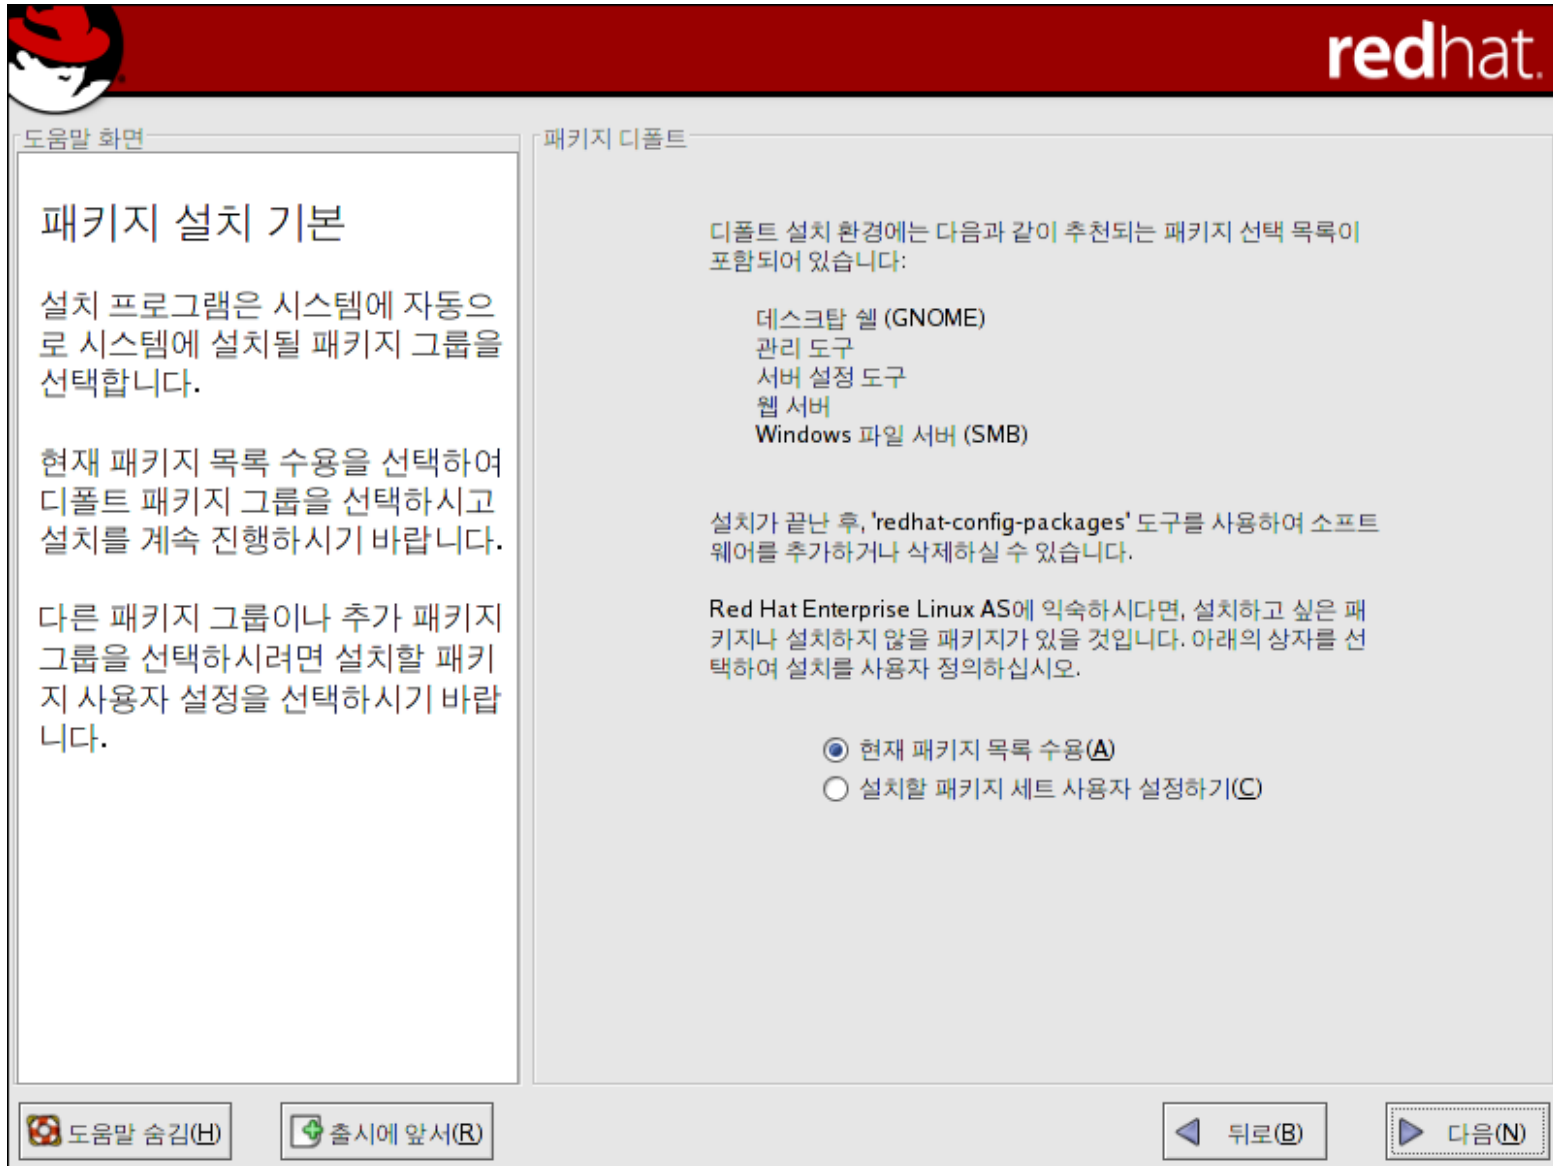 redhat.
도움말 화면
패키지 설치 기본
설치 프로그램은 시스템에 자동으
로 시스템에 설치될 패키지 그룹을
선택합니다.
현재 패키지 목록 수용을 선택하여
디폴트 패키지 그룹을 선택하시고
설치를 계속 진행하시기 바랍니다.
다른 패키지 그룹이나 추가 패키지
그룹을 선택하시려면 설치할 패키
지 사용자 설정을 선택하시기 바랍
니다.
패키지 디폴트
디폴트 설치 환경에는 다음과 같이 추천되는 패키지 선택 목록이
포함되어 있습니다:
데스크탑 쉘 (GNOME)
관리 도구
서버 설정 도구
웹 서버
Windows 파일 서버 (SMB)
설치가 끝난 후, 'redhat-config-packages' 도구를 사용하여 소프트
웨어를 추가하거나 삭제하실 수 있습니다.
Red Hat Enterprise Linux AS에 익숙하시다면, 설치하고 싶은 패
키지나 설치하지 않을 패키지가 있을 것입니다. 아래의 상자를 선
택하여 설치를 사용자 정의하십시오.
현재 패키지 목록 수용(A)
설치할 패키지 세트 사용자 설정하기(C)
도움말 숨김(H)
출시에 앞서(R)
뒤로(B)
다음(N)